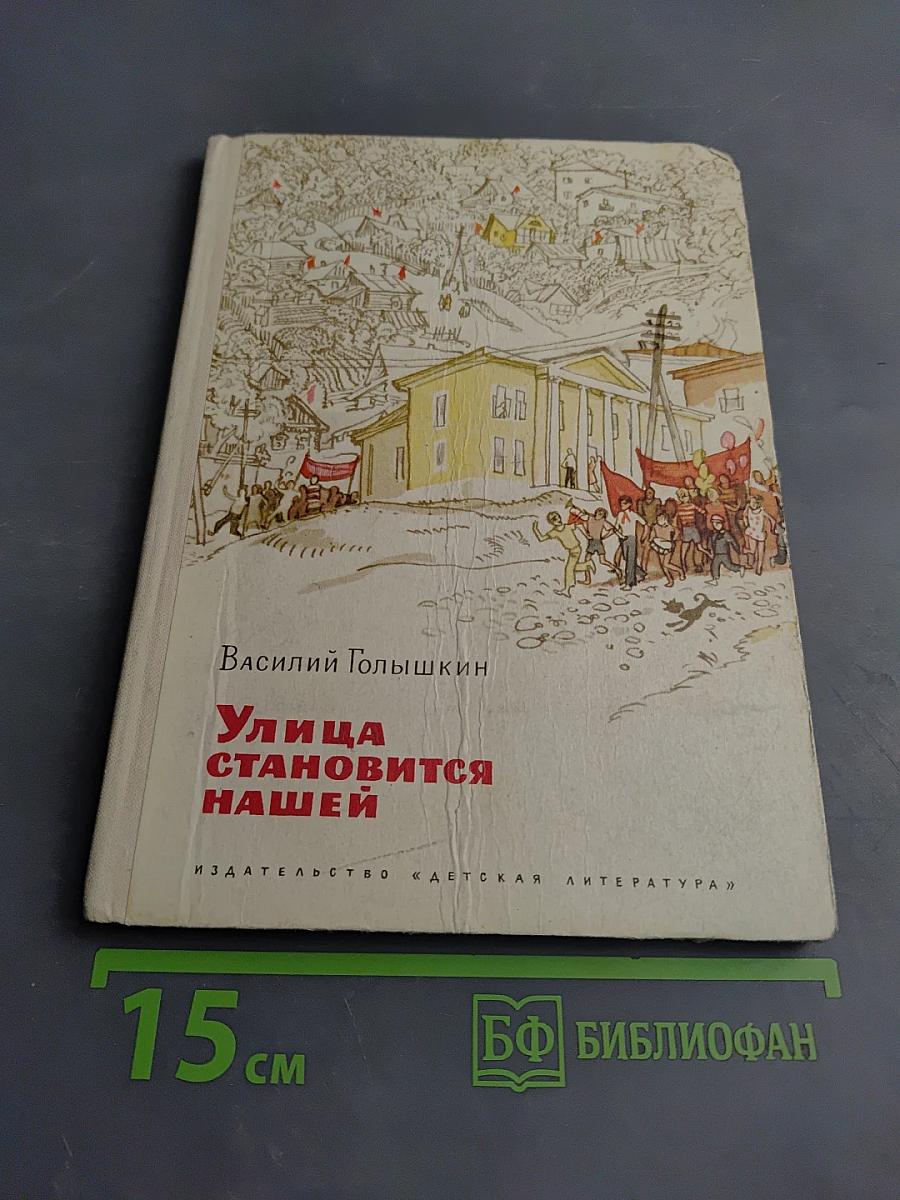 Василий Голышкин
Улица
становится
нашей
издательство «детская литература»
15 см
БФ БИБЛИОФАН